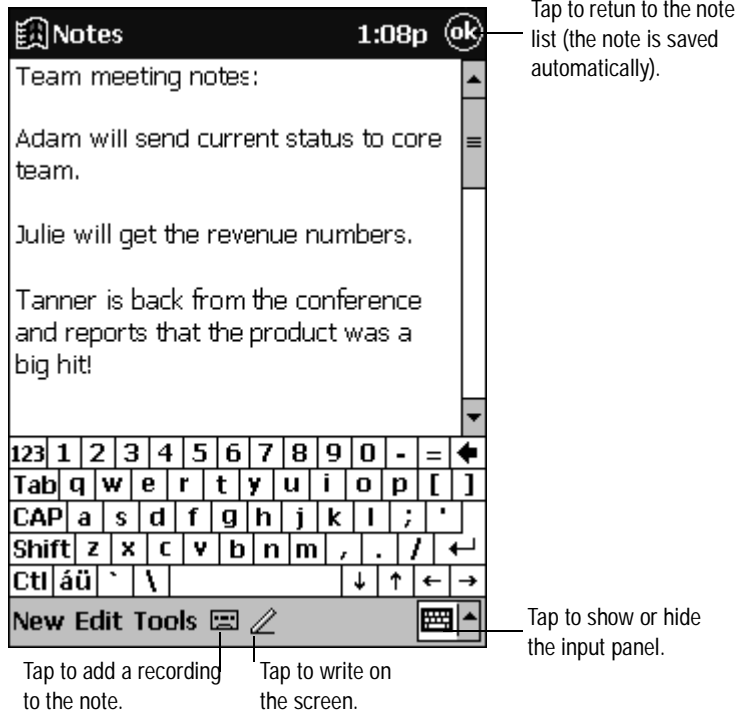 Tap to retun to the note
list (the note is saved
automatically).
Notes 1:08p ok
Team meeting notes:
Adam will send current status to core
team.
Julie will get the revenue numbers.
Tanner is back from the conference
and reports that the product was a
big hit!
123 1 2 3 4 5 6 7 8 9 0 - =
Tab q w e r t y u i o p [ ]
CAP a s d f g h j k l ; '
Shift z x c v b n m , . /
Ctl áü ` \ ↓ ↑ ← →
New Edit Tools
Tap to show or hide
the input panel.
Tap to add a recording
to the note.
Tap to write on
the screen.